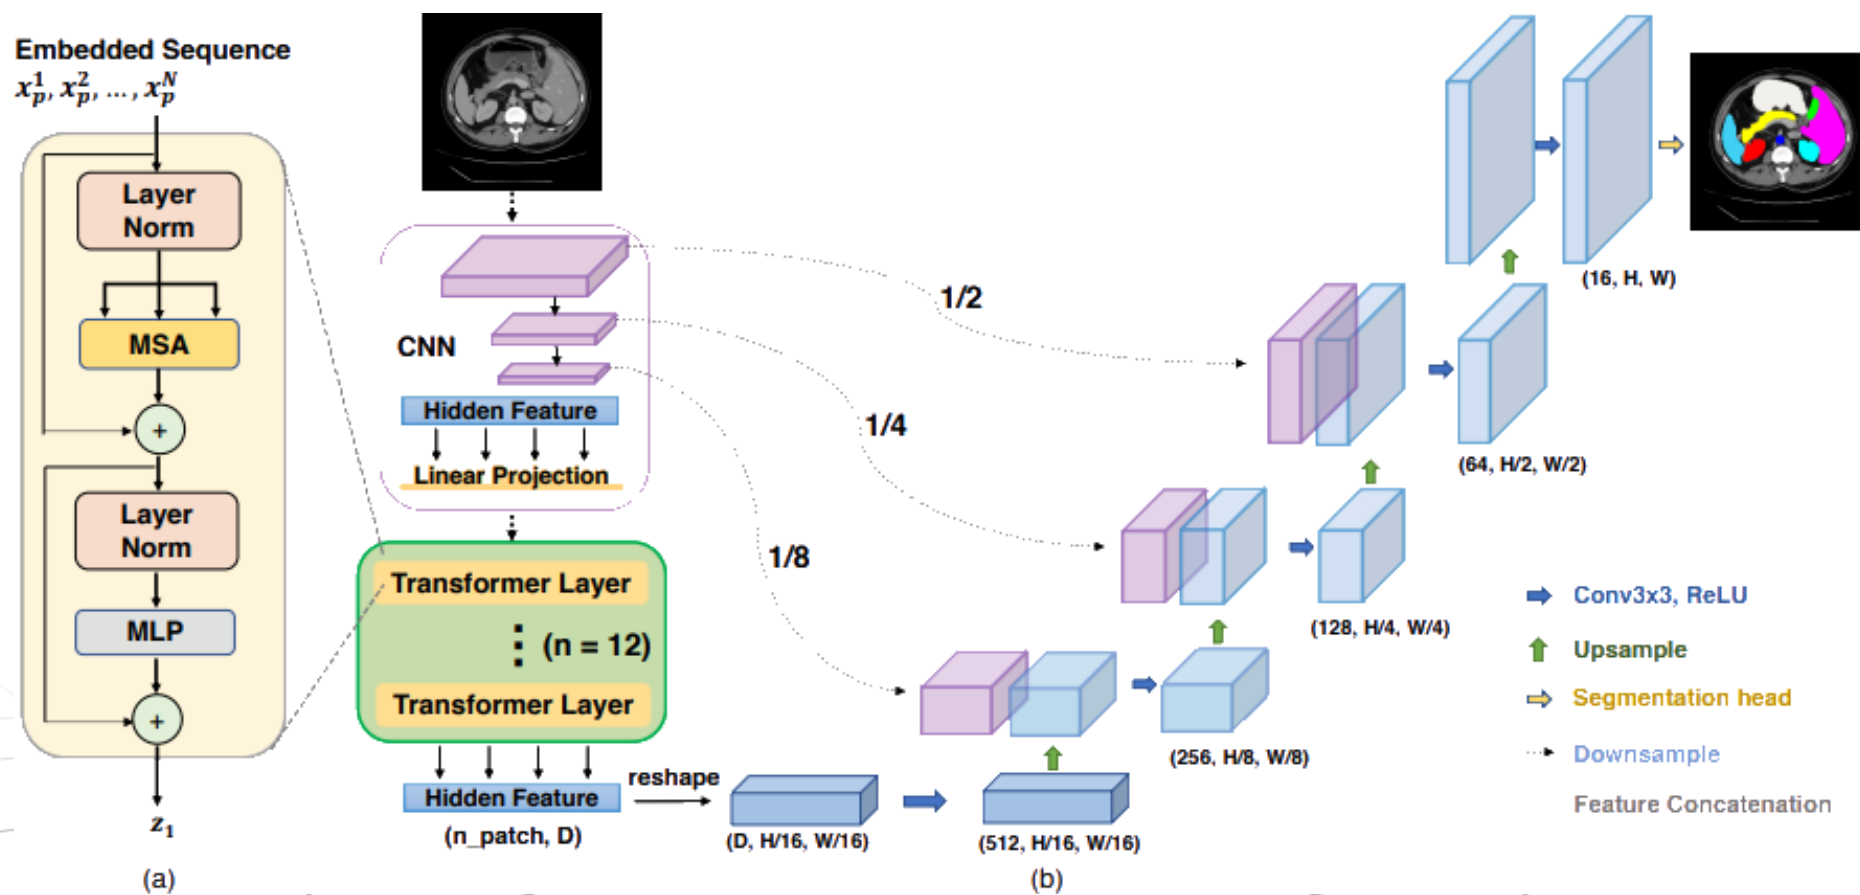 Embedded Sequence
x_p^1, x_p^2, ..., x_p^N
Layer
Norm
MSA
+
Layer
Norm
MLP
+
z_1
(a)
CNN
Hidden Feature
Linear Projection
Transformer Layer
(n = 12)
Transformer Layer
Hidden Feature
(n_patch, D)
reshape
(D, H/16, W/16)
(512, H/16, W/16)
(b)
1/2
1/4
1/8
(256, H/8, W/8)
(128, H/4, W/4)
(64, H/2, W/2)
(16, H, W)
Conv3x3, ReLU
Upsample
Segmentation head
Downsample
Feature Concatenation